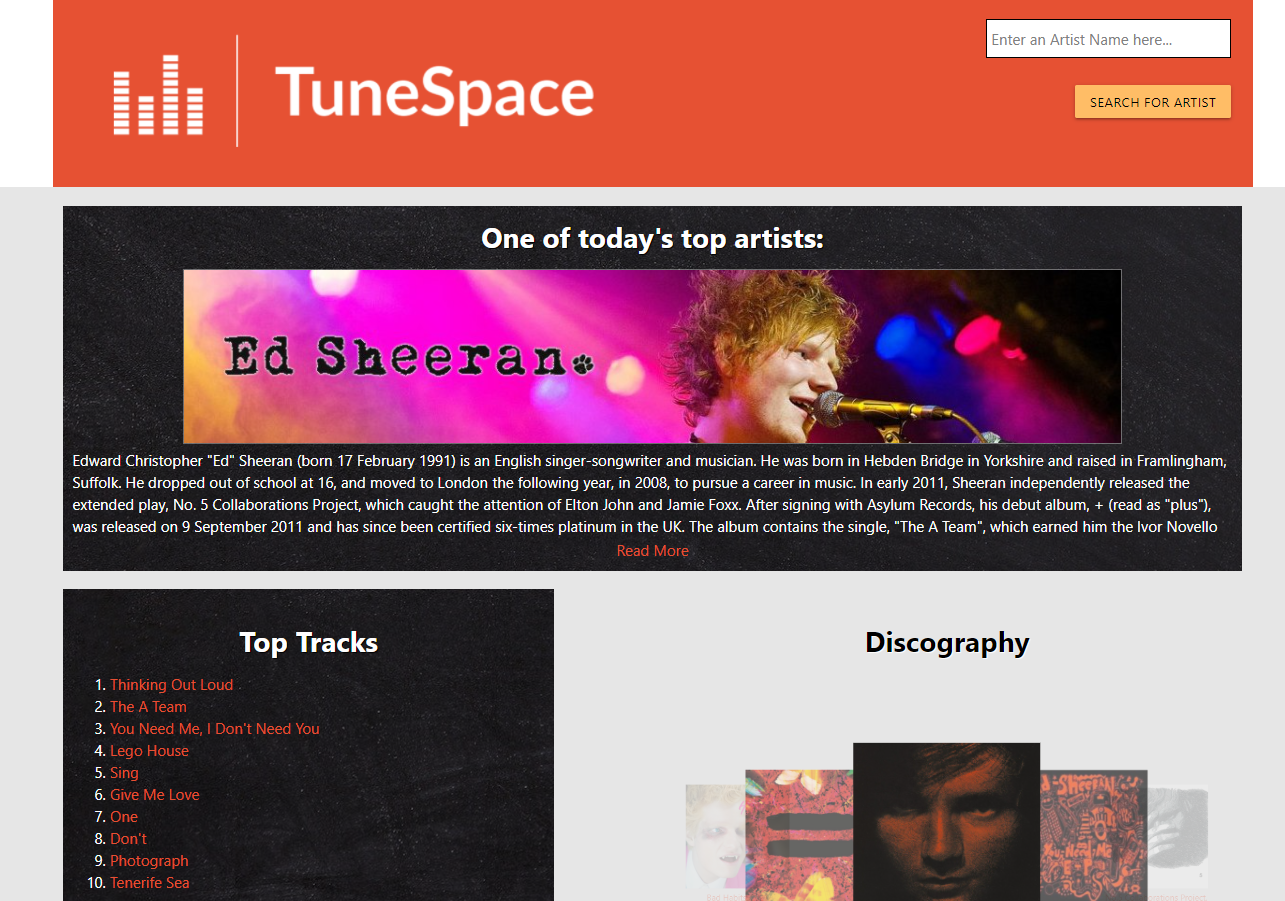 TuneSpace
Enter an Artist Name here...
SEARCH FOR ARTIST
One of today's top artists:
Ed Sheeran
Edward Christopher "Ed" Sheeran (born 17 February 1991) is an English singer-songwriter and musician. He was born in Hebden Bridge in Yorkshire and raised in Framlingham,
Suffolk. He dropped out of school at 16, and moved to London the following year, in 2008, to pursue a career in music. In early 2011, Sheeran independently released the
extended play, No. 5 Collaborations Project, which caught the attention of Elton John and Jamie Foxx. After signing with Asylum Records, his debut album, + (read as "plus"),
was released on 9 September 2011 and has since been certified six-times platinum in the UK. The album contains the single, "The A Team", which earned him the Ivor Novello
Read More
Top Tracks
1. Thinking Out Loud
2. The A Team
3. You Need Me, I Don't Need You
4. Lego House
5. Sing
6. Give Me Love
7. One
8. Don't
9. Photograph
10. Tenerife Sea
Discography